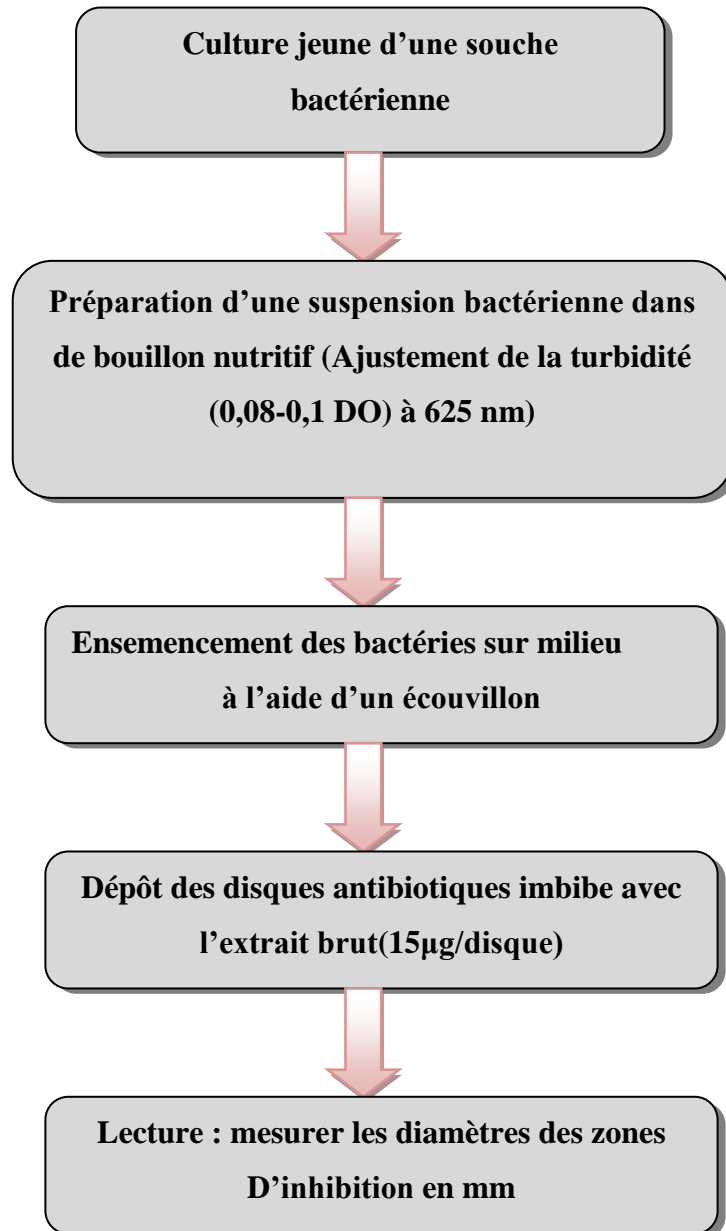 Culture jeune d’une souche
bactérienne
Préparation d’une suspension bactérienne dans
de bouillon nutritif (Ajustement de la turbidité
(0,08-0,1 DO) à 625 nm)
Ensemencement des bactéries sur milieu
à l’aide d’un écouvillon
Dépôt des disques antibiotiques imbibe avec
l’extrait brut(15µg/disque)
Lecture : mesurer les diamètres des zones
D’inhibition en mm